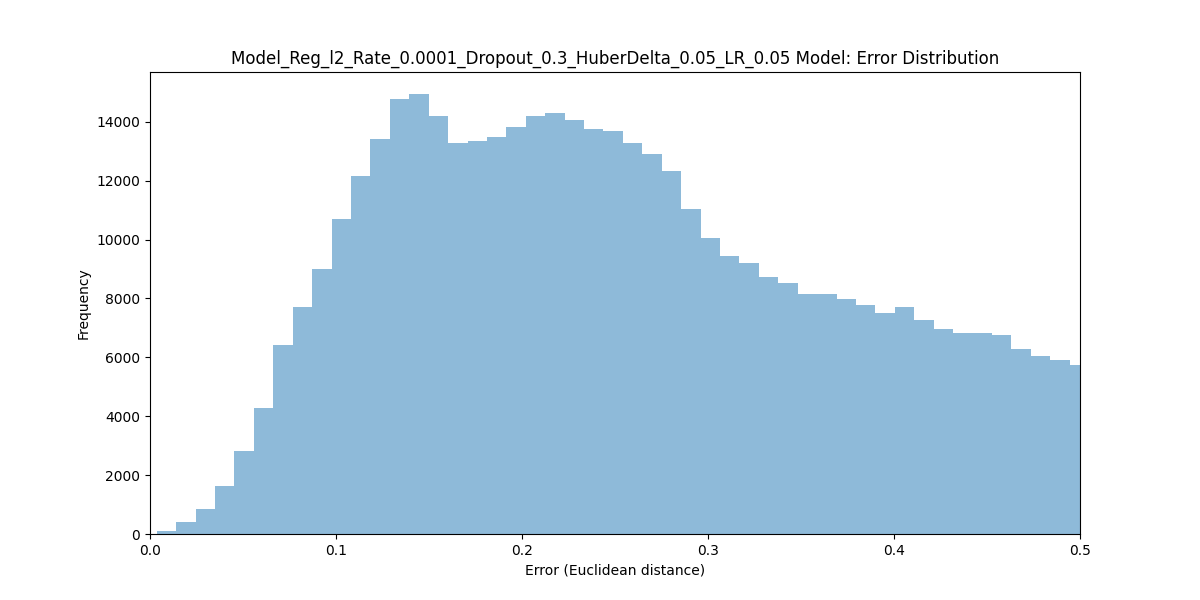 Model_Reg_l2_Rate_0.0001_Dropout_0.3_HuberDelta_0.05_LR_0.05 Model: Error Distribution
14000
12000
10000
8000
6000
4000
2000
0
Frequency
0.0 0.1 0.2 0.3 0.4 0.5
Error (Euclidean distance)